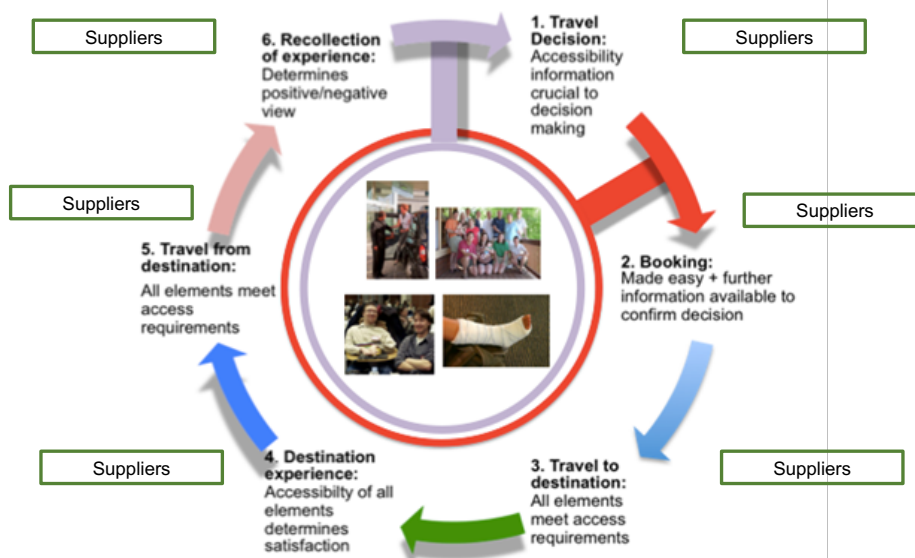 Suppliers
Suppliers
6. Recollection
of experience:
Determines
positive/negative
view
1. Travel
Decision:
Accessibility
information
crucial to
decision
making
Suppliers
Suppliers
5. Travel from
destination:
All elements meet
access
requirements
2. Booking:
Made easy + further
information available to
confirm decision
Suppliers
Suppliers
4. Destination
experience:
Accessibilty of all
elements
determines
satisfaction
3. Travel to
destination:
All elements
meet access
requirements